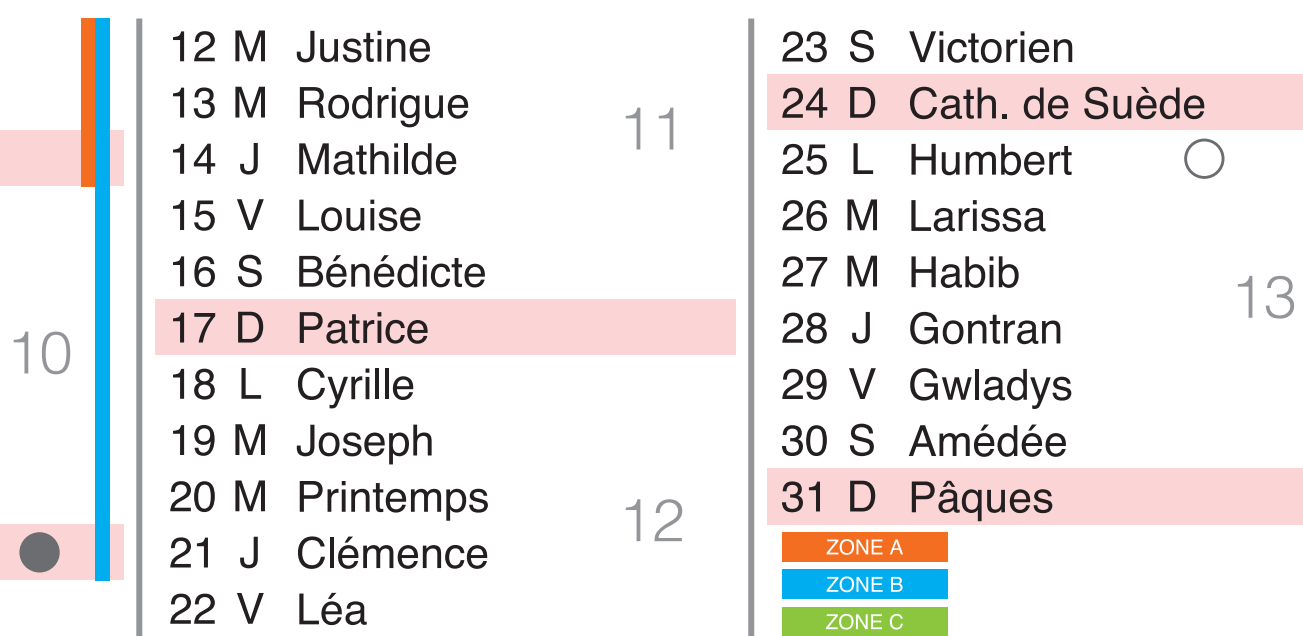 10
12 M Justine
13 M Rodrigue
11
14 J Mathilde
15 V Louise
16 S Bénédicte
17 D Patrice
18 L Cyrille
19 M Joseph
20 M Printemps
12
21 J Clémence
22 V Léa
23 S Victorien
24 D Cath. de Suède
25 L Humbert
26 M Larissa
27 M Habib
13
28 J Gontran
29 V Gwladys
30 S Amédée
31 D Pâques
ZONE A
ZONE B
ZONE C